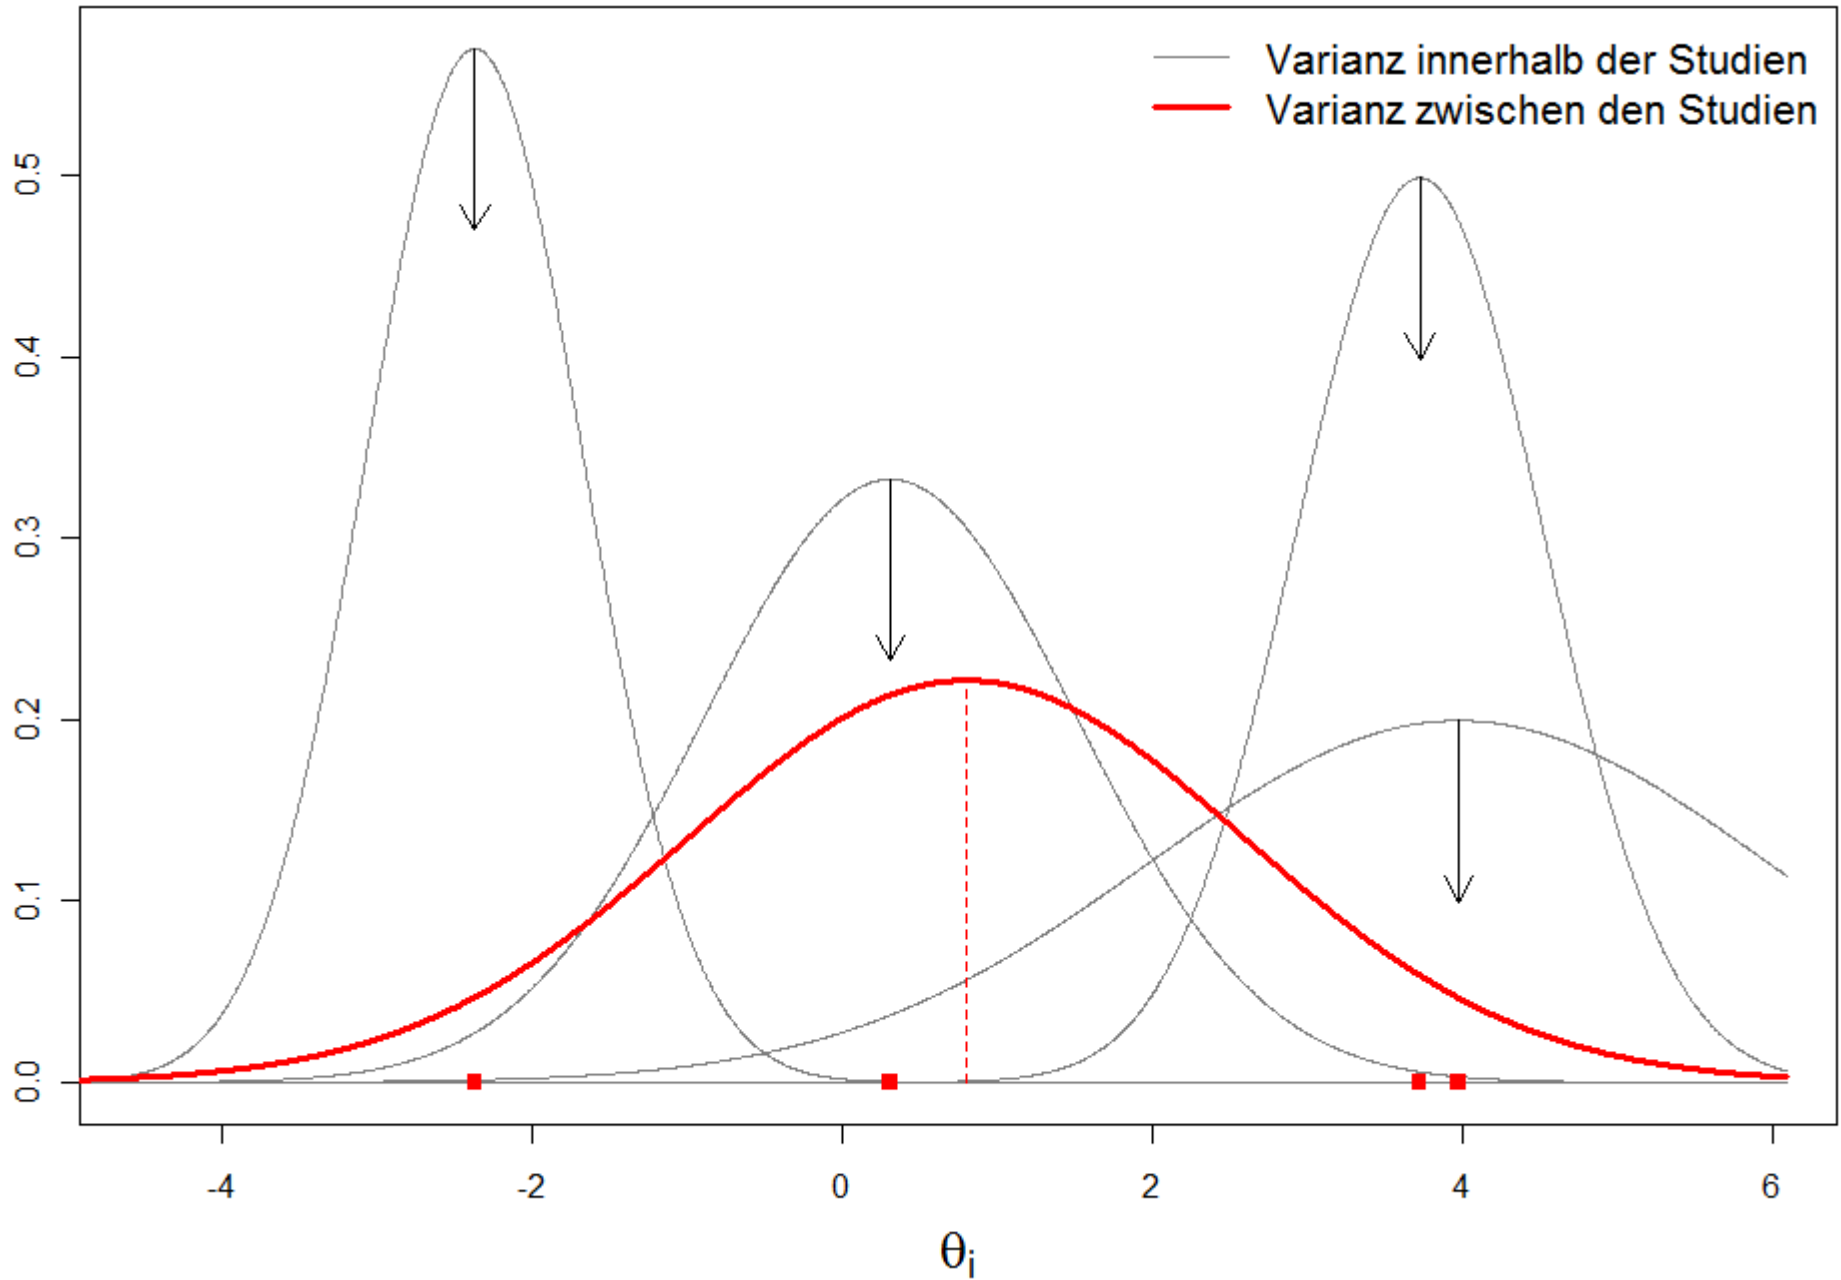 Varianz innerhalb der Studien
Varianz zwischen den Studien
0.5
0.4
0.3
0.2
0.1
0.0
-4 -2 0 2 4 6
θi